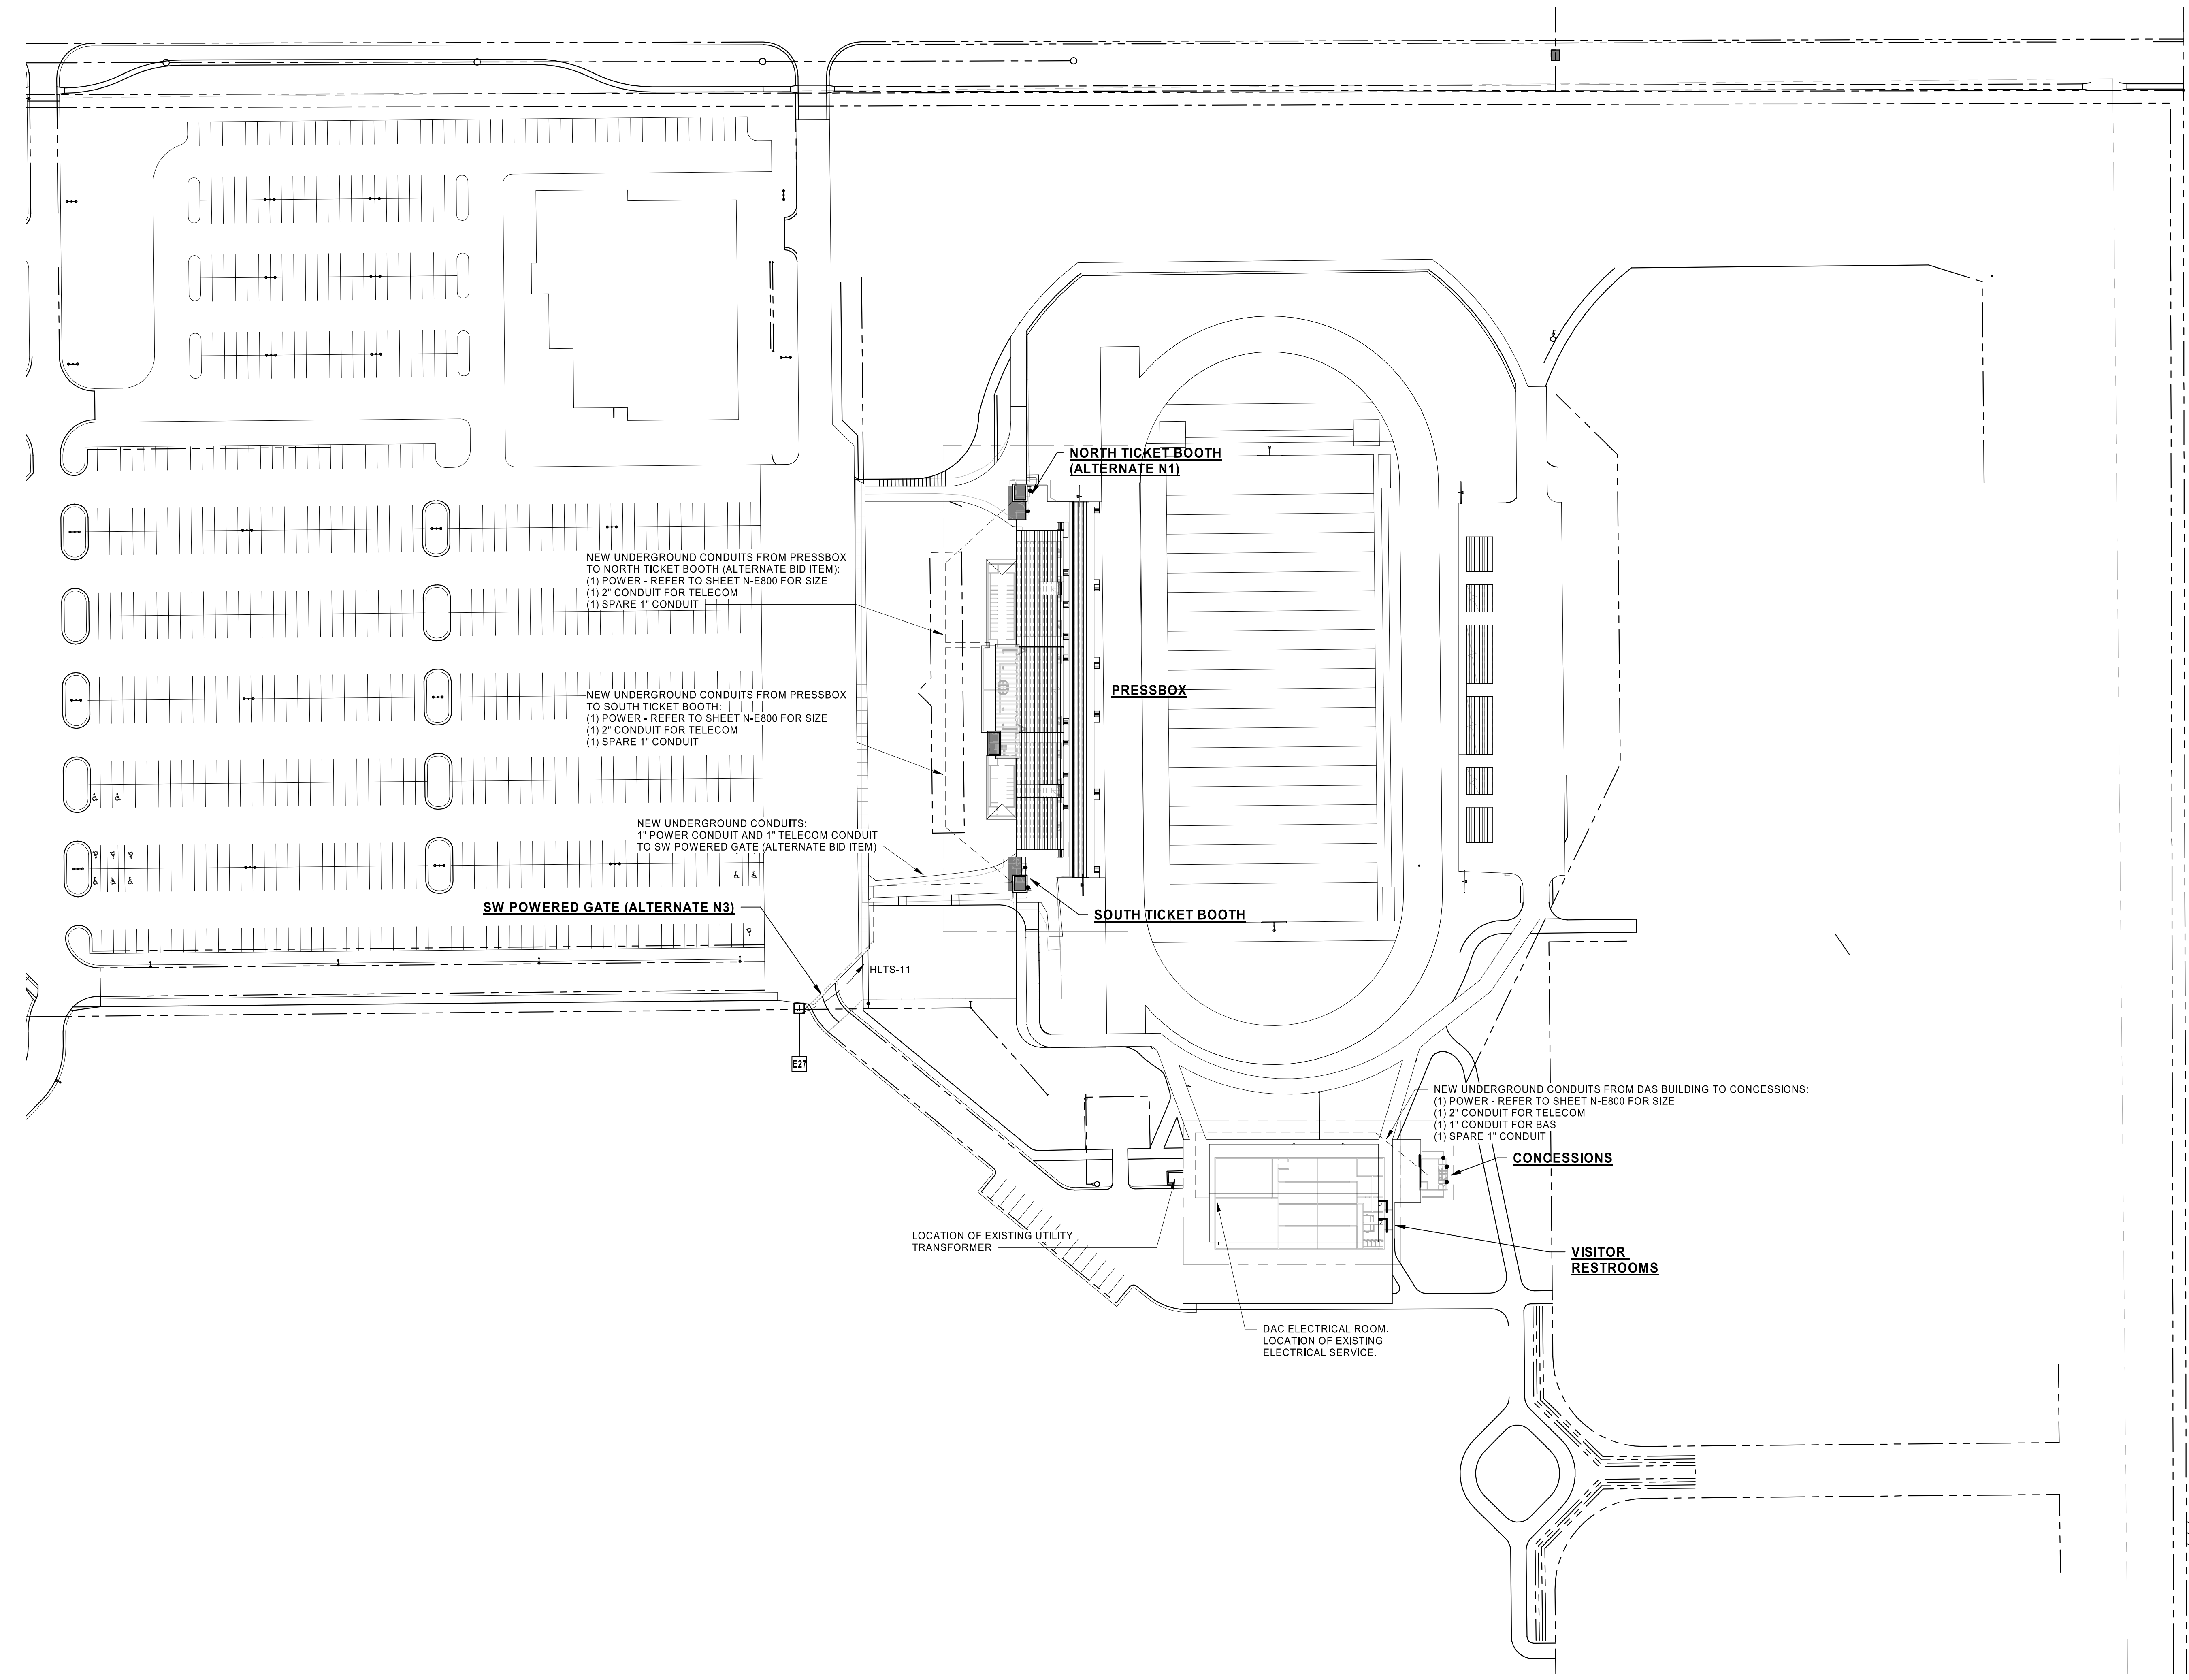 NORTH TICKET BOOTH
(ALTERNATE N1)
NEW UNDERGROUND CONDUITS FROM PRESSBOX
TO NORTH TICKET BOOTH (ALTERNATE BID ITEM):
(1) POWER - REFER TO SHEET N-E800 FOR SIZE
(1) 2" CONDUIT FOR TELECOM
(1) SPARE 1" CONDUIT
PRESSBOX
NEW UNDERGROUND CONDUITS FROM PRESSBOX
TO SOUTH TICKET BOOTH:
(1) POWER - REFER TO SHEET N-E800 FOR SIZE
(1) 2" CONDUIT FOR TELECOM
(1) SPARE 1" CONDUIT
NEW UNDERGROUND CONDUITS:
1" POWER CONDUIT AND 1" TELECOM CONDUIT
TO SW POWERED GATE (ALTERNATE BID ITEM)
SW POWERED GATE (ALTERNATE N3)
SOUTH TICKET BOOTH
HLTS-11
E27
NEW UNDERGROUND CONDUITS FROM DAS BUILDING TO CONCESSIONS:
(1) POWER - REFER TO SHEET N-E800 FOR SIZE
(1) 2" CONDUIT FOR TELECOM
(1) 1" CONDUIT FOR BAS
(1) SPARE 1" CONDUIT
CONCESSIONS
LOCATION OF EXISTING UTILITY
TRANSFORMER
VISITOR
RESTROOMS
DAC ELECTRICAL ROOM.
LOCATION OF EXISTING
ELECTRICAL SERVICE.